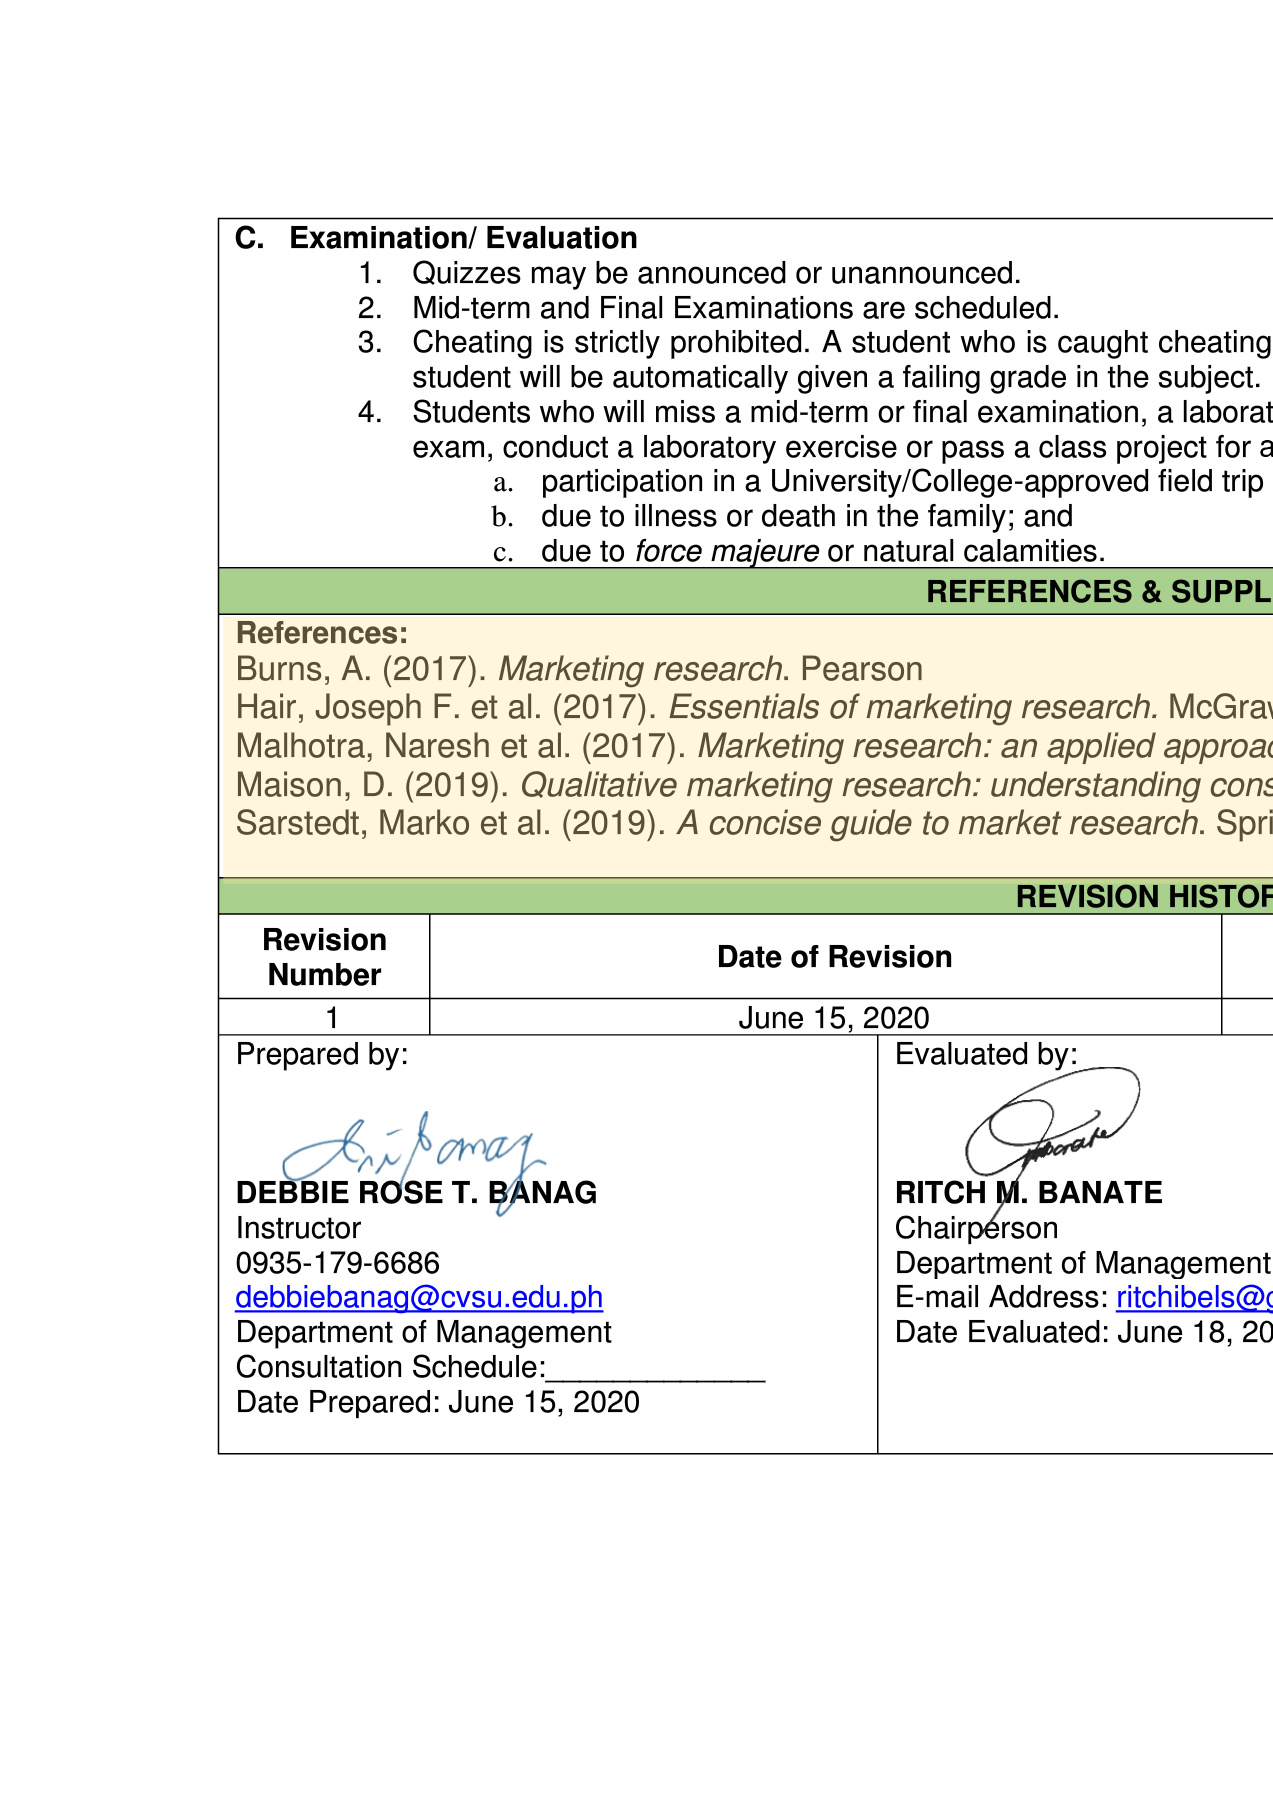 C. Examination/ Evaluation
1. Quizzes may be announced or unannounced.
2. Mid-term and Final Examinations are scheduled.
3. Cheating is strictly prohibited. A student who is caught cheating
student will be automatically given a failing grade in the subject.
4. Students who will miss a mid-term or final examination, a laborat
exam, conduct a laboratory exercise or pass a class project for a
a. participation in a University/College-approved field trip
b. due to illness or death in the family; and
c. due to force majeure or natural calamities.
REFERENCES & SUPPL
References:
Burns, A. (2017). Marketing research. Pearson
Hair, Joseph F. et al. (2017). Essentials of marketing research. McGraw
Malhotra, Naresh et al. (2017). Marketing research: an applied approac
Maison, D. (2019). Qualitative marketing research: understanding cons
Sarstedt, Marko et al. (2019). A concise guide to market research. Spri
REVISION HISTOR
Revision Number
Date of Revision
1
June 15, 2020
Prepared by:
DEBBIE ROSE T. BANAG
Instructor
0935-179-6686
debbiebanag@cvsu.edu.ph
Department of Management
Consultation Schedule:_____________
Date Prepared: June 15, 2020
Evaluated by:
RITCH M. BANATE
Chairperson
Department of Management
E-mail Address: ritchibels@g
Date Evaluated: June 18, 20